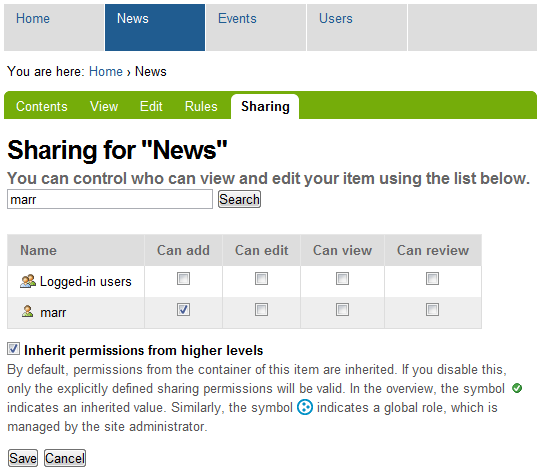 Home News Events Users
You are here: Home › News
Contents View Edit Rules Sharing
Sharing for "News"
You can control who can view and edit your item using the list below.
marr Search
Name Can add Can edit Can view Can review
Logged-in users
marr
Inherit permissions from higher levels
By default, permissions from the container of this item are inherited. If you disable this,
only the explicitly defined sharing permissions will be valid. In the overview, the symbol
indicates an inherited value. Similarly, the symbol indicates a global role, which is
managed by the site administrator.
Save Cancel